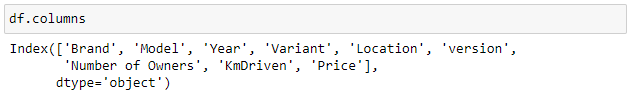 df.columns
Index(['Brand', 'Model', 'Year', 'Variant', 'Location', 'version',
       'Number of Owners', 'KmDriven', 'Price'],
      dtype='object')